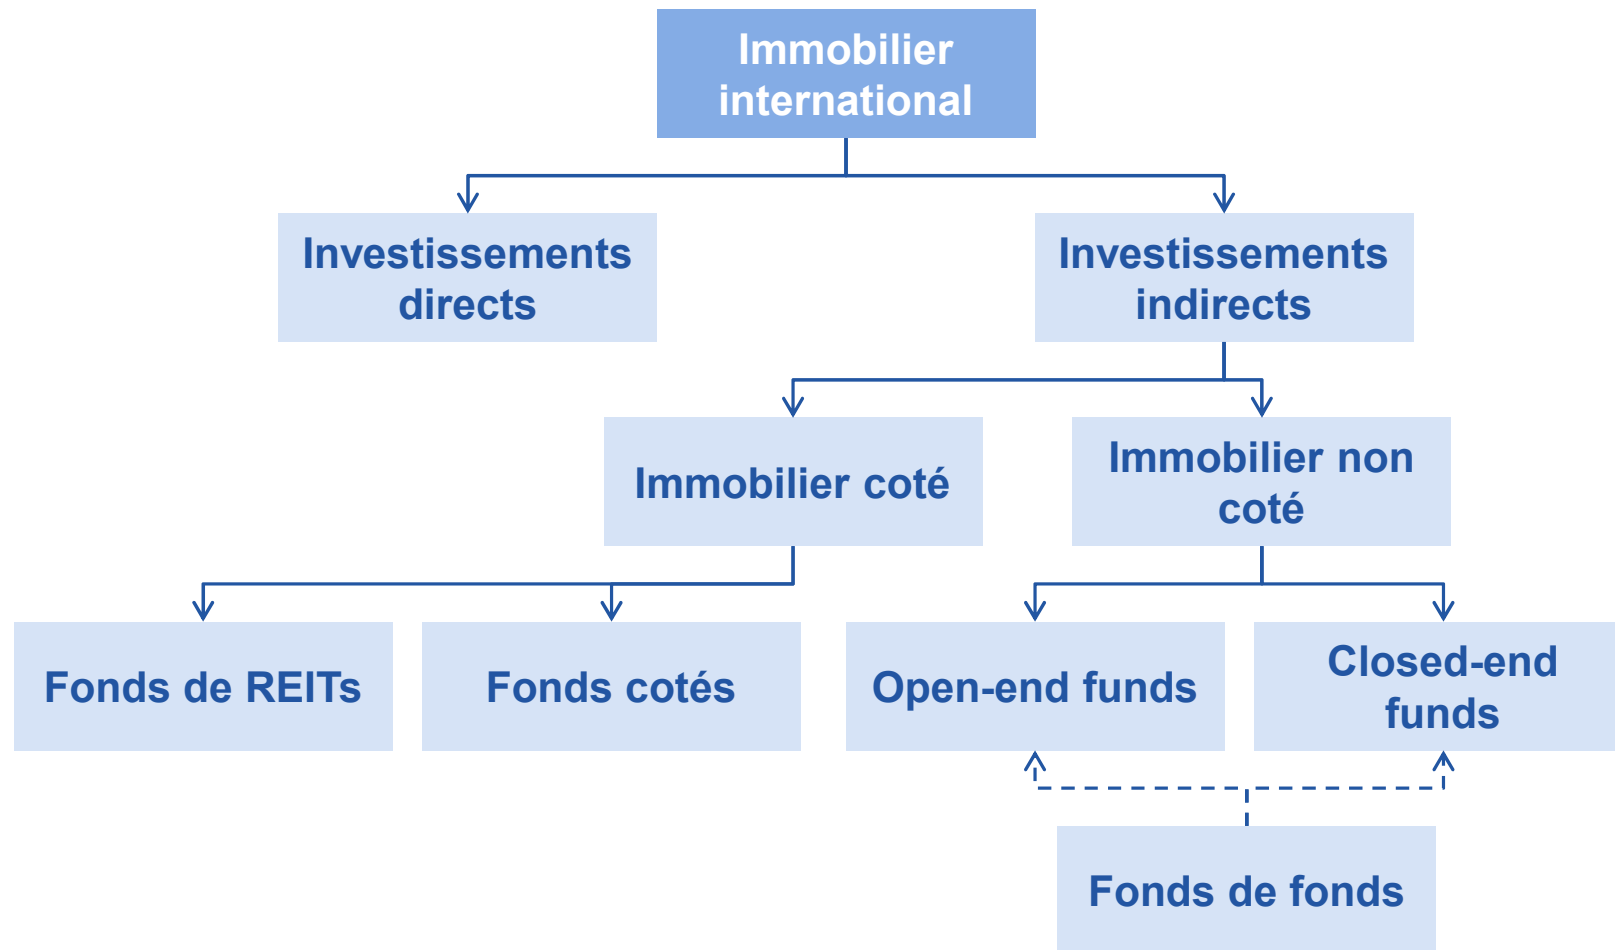 Immobilier
international
Investissements
directs
Investissements
indirects
Immobilier coté
Immobilier non
coté
Fonds de REITs
Fonds cotés
Open-end funds
Closed-end
funds
Fonds de fonds